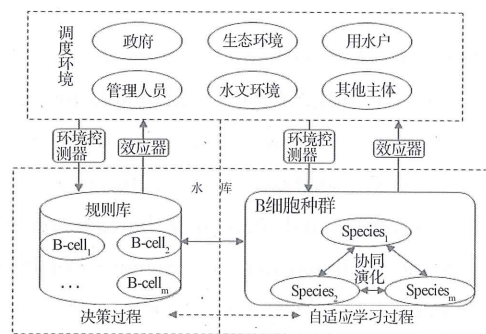 调度环境
政府
生态环境
用水户
管理人员
水文环境
其他主体
环境控测器
效应器
环境控测器
效应器
水 库
规则库
B-cell1
B-cell2
...
B-cellm
B细胞种群
Species1
协同演化
Species2
Speciesm
决策过程
自适应学习过程